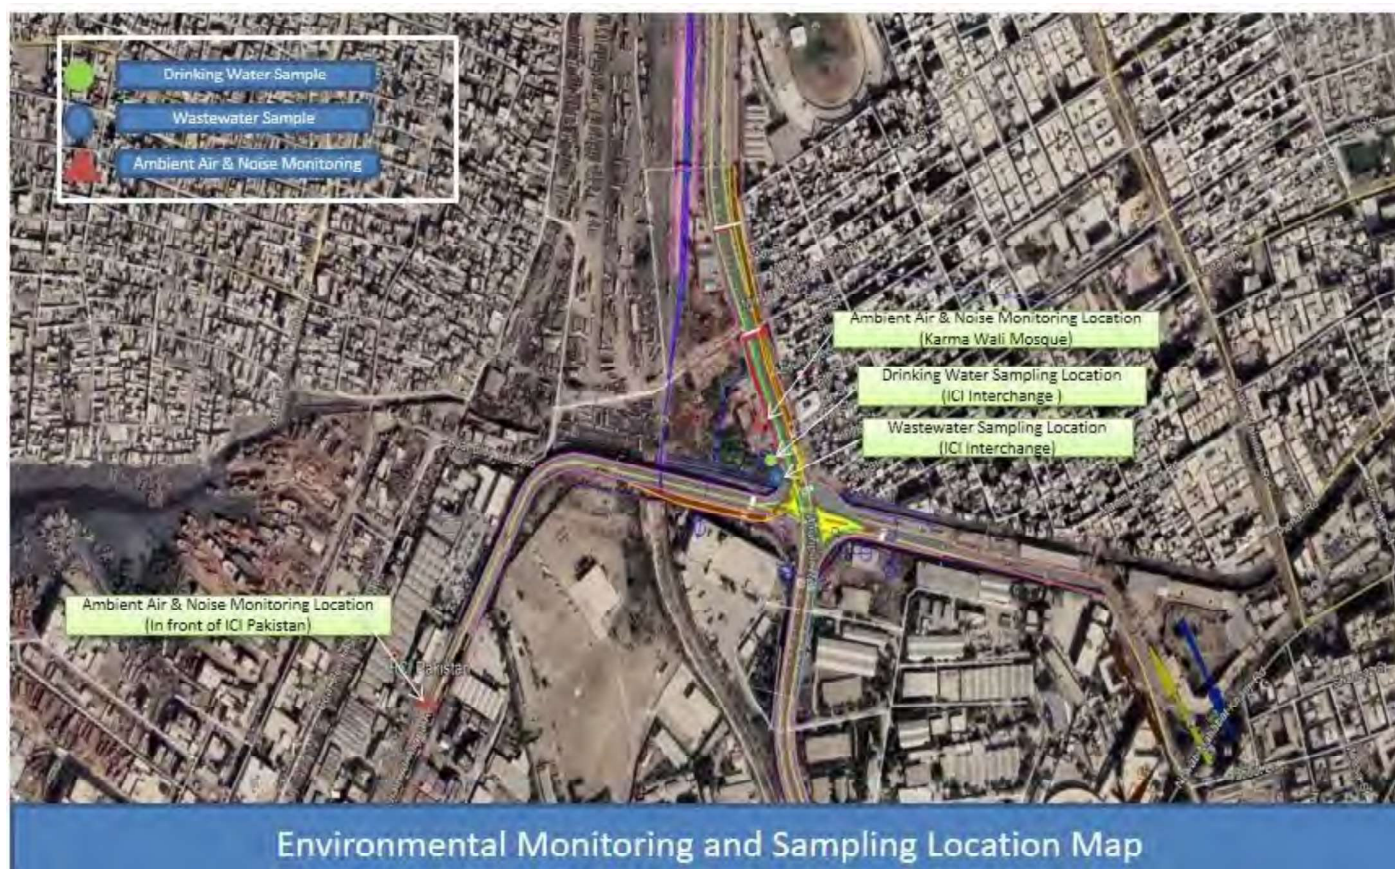 Drinking Water Sample
Wastewater Sample
Ambient Air & Noise Monitoring
Ambient Air & Noise Monitoring Location
(Karma Wali Mosque)
Drinking Water Sampling Location
(ICI Interchange )
Wastewater Sampling Location
(ICI Interchange)
Ambient Air & Noise Monitoring Location
(In front of ICI Pakistan)
Pakistan
Environmental Monitoring and Sampling Location Map